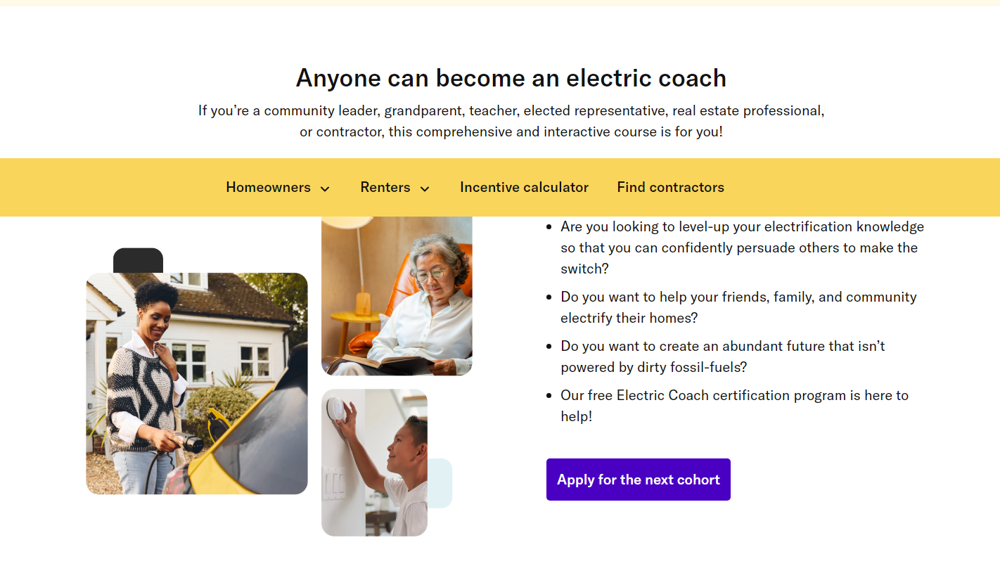 Anyone can become an electric coach
If you’re a community leader, grandparent, teacher, elected representative, real estate professional,
or contractor, this comprehensive and interactive course is for you!
Homeowners
Renters
Incentive calculator
Find contractors
• Are you looking to level-up your electrification knowledge
so that you can confidently persuade others to make the
switch?
• Do you want to help your friends, family, and community
electrify their homes?
• Do you want to create an abundant future that isn’t
powered by dirty fossil-fuels?
• Our free Electric Coach certification program is here to
help!
Apply for the next cohort